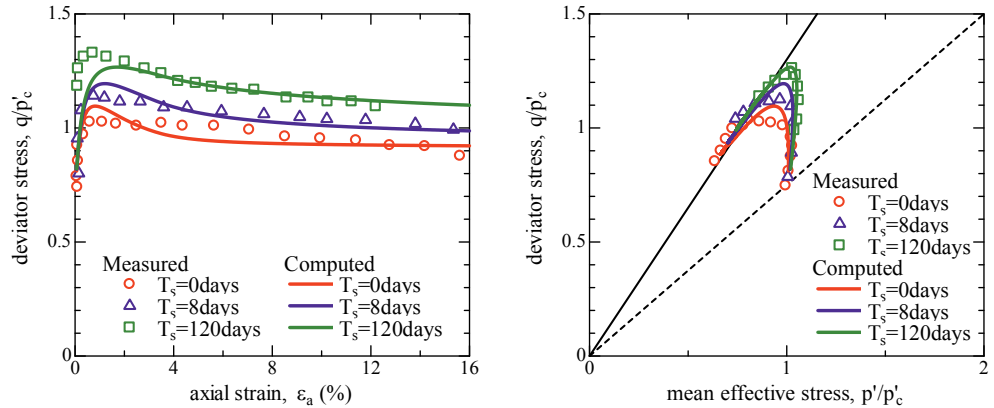 1.5
1
0.5
0
0 4 8 12 16
deviator stress, q/p'c
axial strain, εa (%)
Measured
Ts=0days
Ts=8days
Ts=120days
Computed
Ts=0days
Ts=8days
Ts=120days
1.5
1
0.5
0
0 1 2
deviator stress, q/p'c
mean effective stress, p'/p'c
Measured
Ts=0days
Ts=8days
Ts=120days
Computed
Ts=0days
Ts=8days
Ts=120days